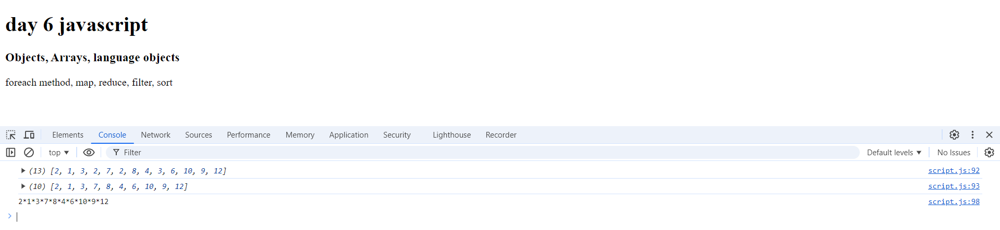 day 6 javascript
Objects, Arrays, language objects
foreach method, map, reduce, filter, sort
Elements Console Network Sources Performance Memory Application Security Lighthouse Recorder
top Filter Default levels No Issues
(13) [2, 1, 3, 2, 7, 2, 8, 4, 3, 6, 10, 9, 12] script.js:92
(10) [2, 1, 3, 7, 8, 4, 6, 10, 9, 12] script.js:93
2*1*3*7*8*4*6*10*9*12 script.js:98